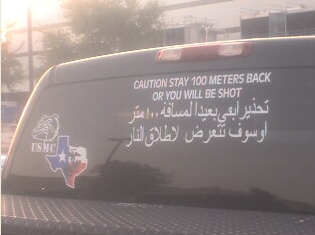 CAUTION STAY 100 METERS BACK
OR YOU WILL BE SHOT
تحذير ابقى بعيدا لمسافة ١٠٠ متر
او سوف تتعرض لاطلاق النار
USMC